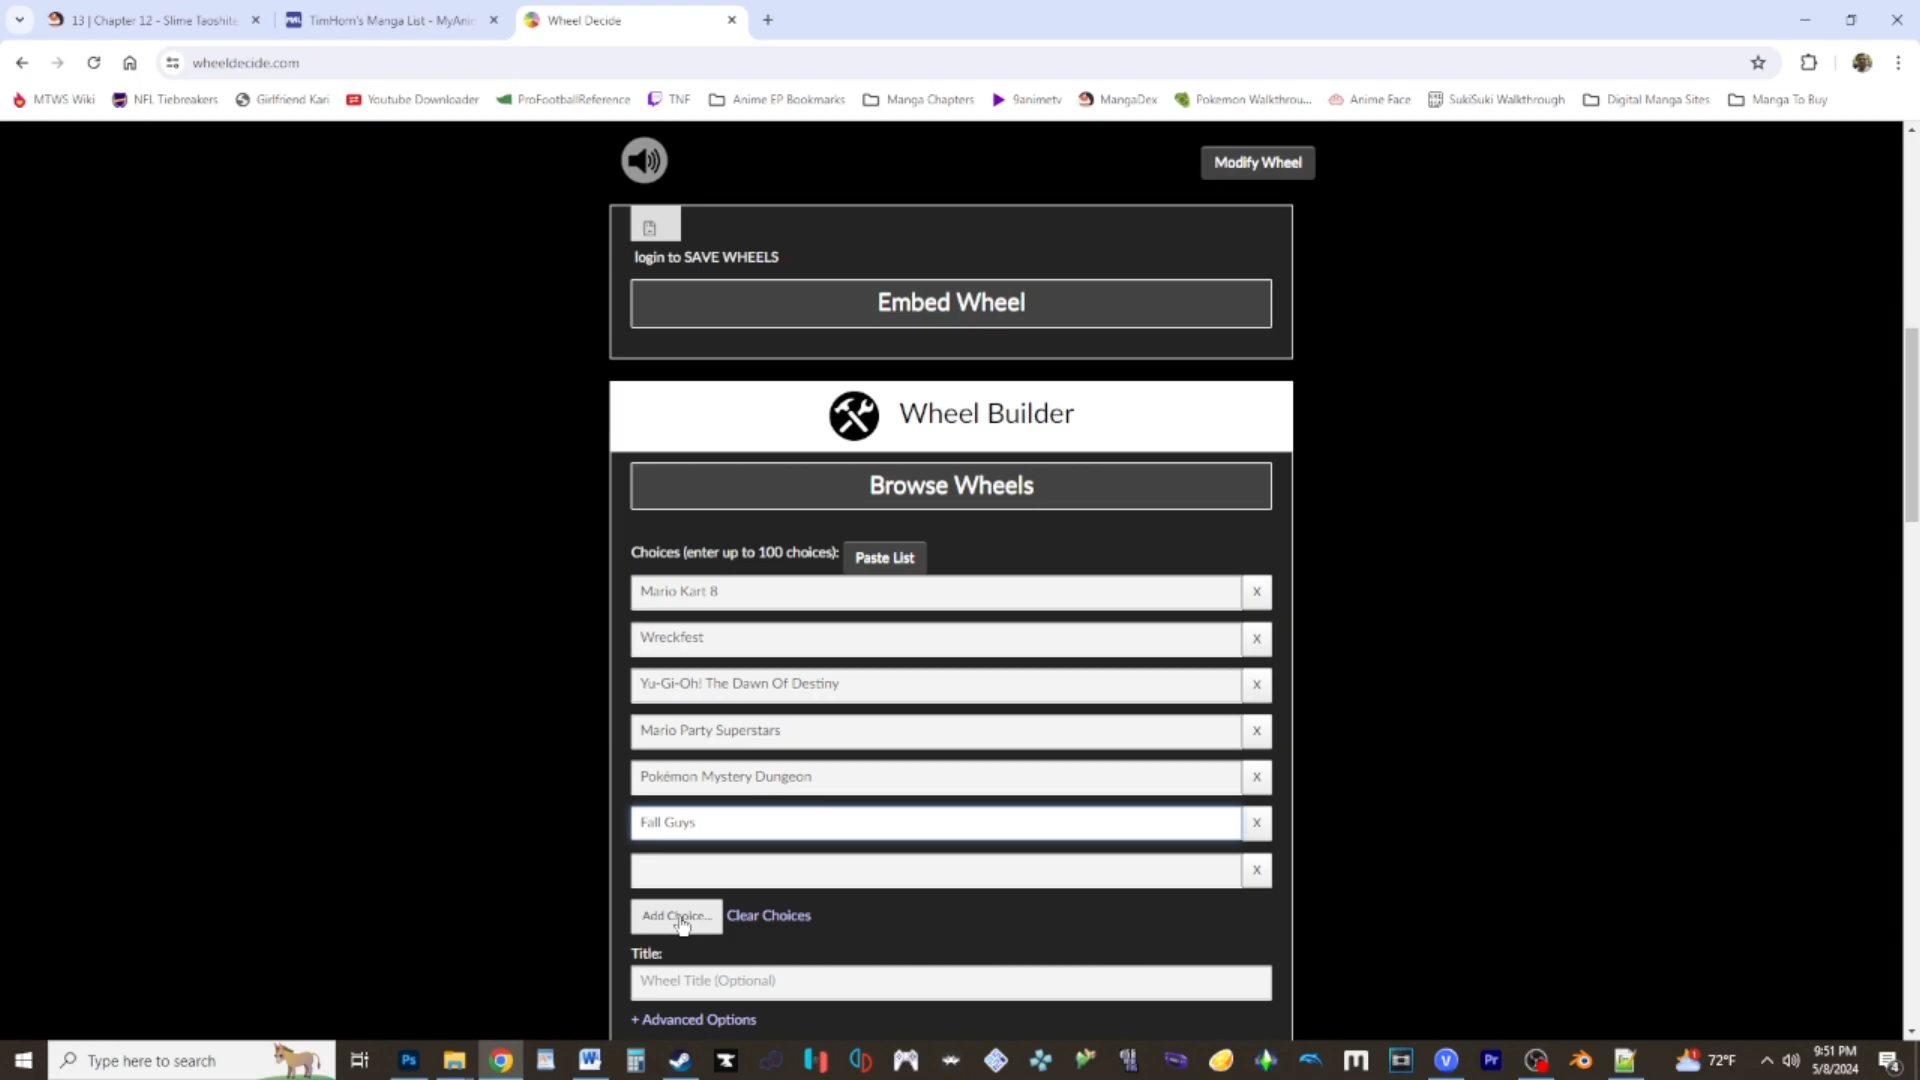 13 | Chapter 12 - Slime Taoshite
TimHorn's Manga List - MyAni
Wheel Decide
wheeldecide.com
MTWS Wiki NFL Tiebreakers Girlfriend Kari Youtube Downloader ProFootballReference TNF Anime EP Bookmarks Manga Chapters 9animetv MangaDex Pokemon Walkthrou... Anime Face SukiSuki Walkthrough Digital Manga Sites Manga To Buy
Modify Wheel
login to SAVE WHEELS
Embed Wheel
Wheel Builder
Browse Wheels
Choices (enter up to 100 choices): Paste List
Mario Kart 8 X
Wreckfest X
Yu-Gi-Oh! The Dawn Of Destiny X
Mario Party Superstars X
Pokémon Mystery Dungeon X
Fall Guys X
X
Add Choice... Clear Choices
Title:
Wheel Title (Optional)
+ Advanced Options
Type here to search
Ps
W
M
V
Pr
72°F
9:51 PM
5/8/2024
4